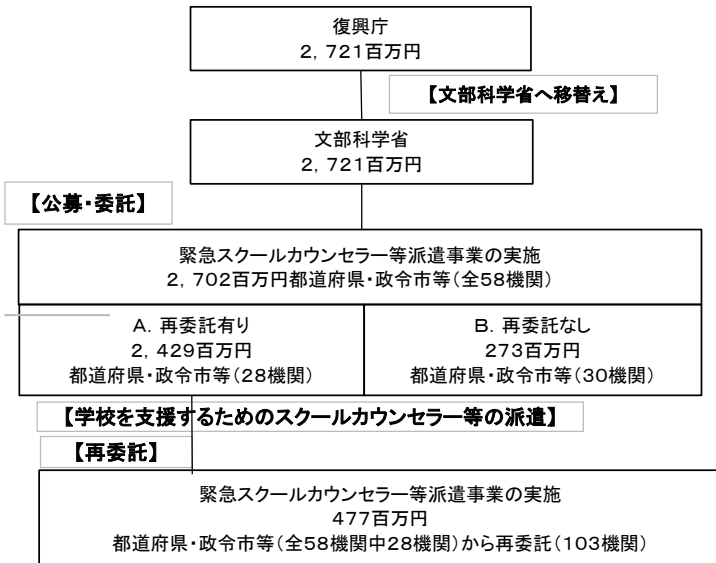 復興庁
2,721百万円
【文部科学省へ移替え】
文部科学省
2,721百万円
【公募・委託】
緊急スクールカウンセラー等派遣事業の実施
2,702百万円都道府県・政令市等(全58機関)
A.再委託有り
2,429百万円
都道府県・政令市等(28機関)
B.再委託なし
273百万円
都道府県・政令市等(30機関)
【学校を支援するためのスクールカウンセラー等の派遣】
【再委託】
緊急スクールカウンセラー等派遣事業の実施
477百万円
都道府県・政令市等(全58機関中28機関)から再委託(103機関)